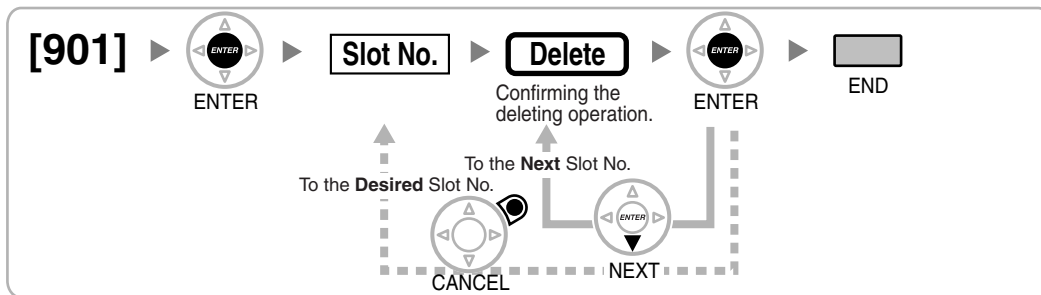 [901]
ENTER
ENTER
Slot No.
Delete
Confirming the
deleting operation.
ENTER
ENTER
END
To the Next Slot No.
To the Desired Slot No.
CANCEL
ENTER
NEXT